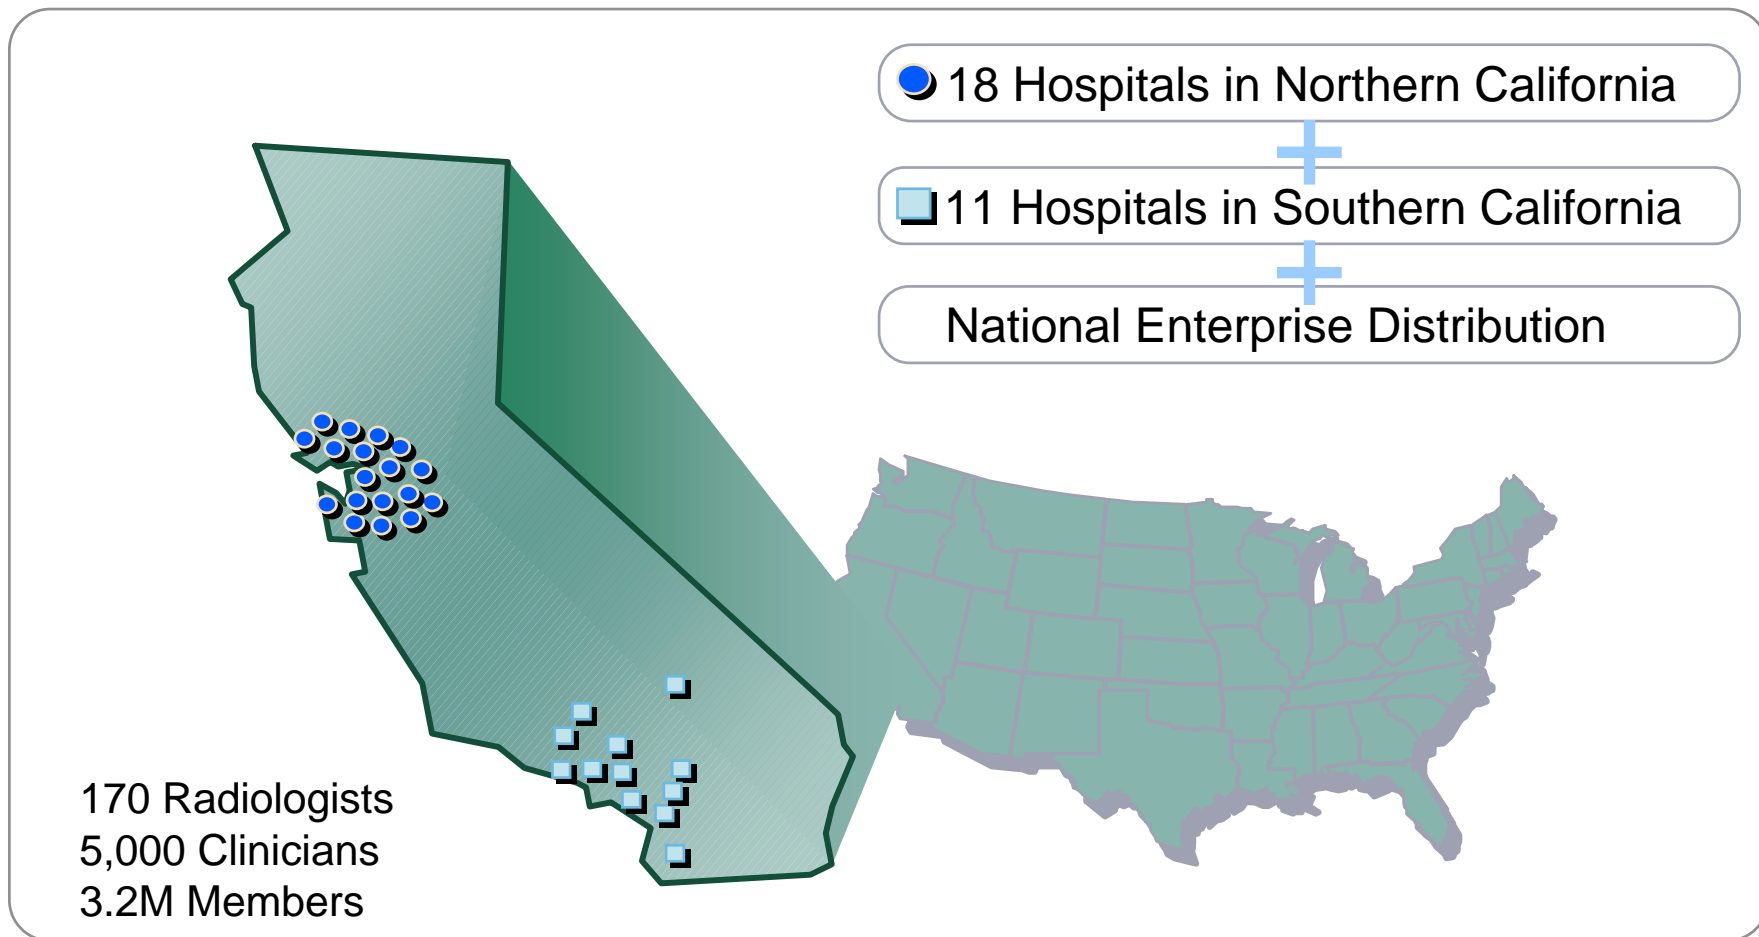 18 Hospitals in Northern California
11 Hospitals in Southern California
National Enterprise Distribution
170 Radiologists
5,000 Clinicians
3.2M Members